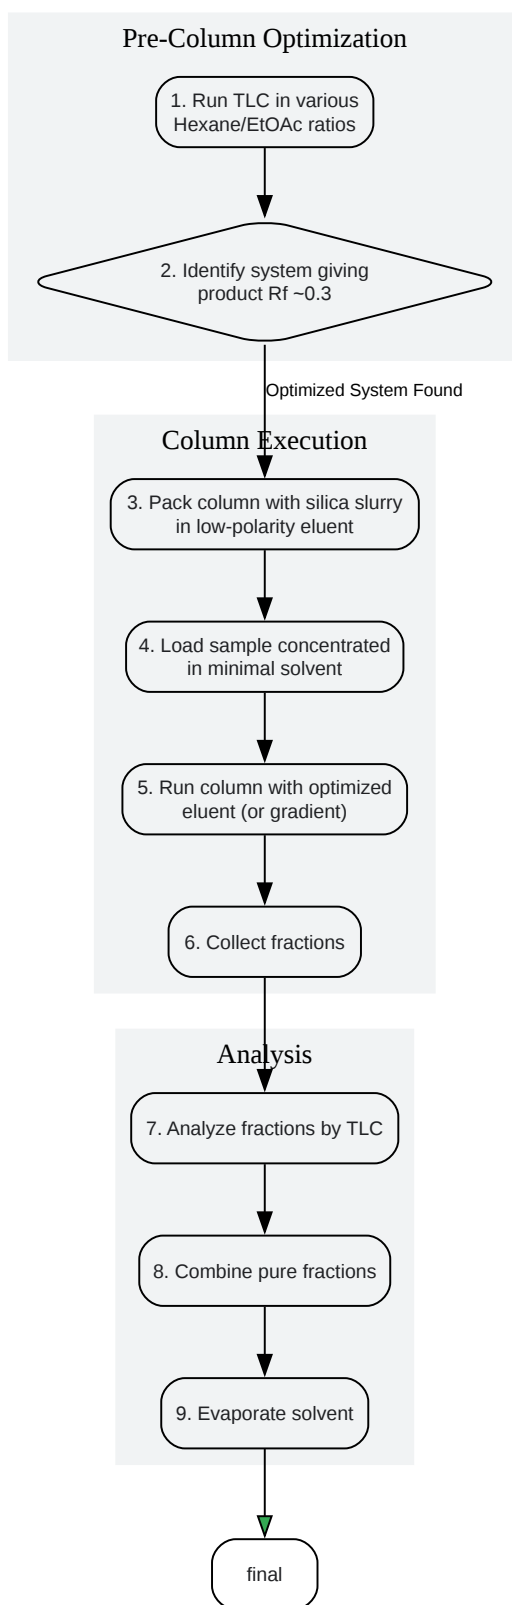 Pre-Column Optimization
1. Run TLC in various
Hexane/EtOAc ratios
2. Identify system giving
product Rf ~0.3
Optimized System Found
Column Execution
3. Pack column with silica slurry
in low-polarity eluent
4. Load sample concentrated
in minimal solvent
5. Run column with optimized
eluent (or gradient)
6. Collect fractions
Analysis
7. Analyze fractions by TLC
8. Combine pure fractions
9. Evaporate solvent
final